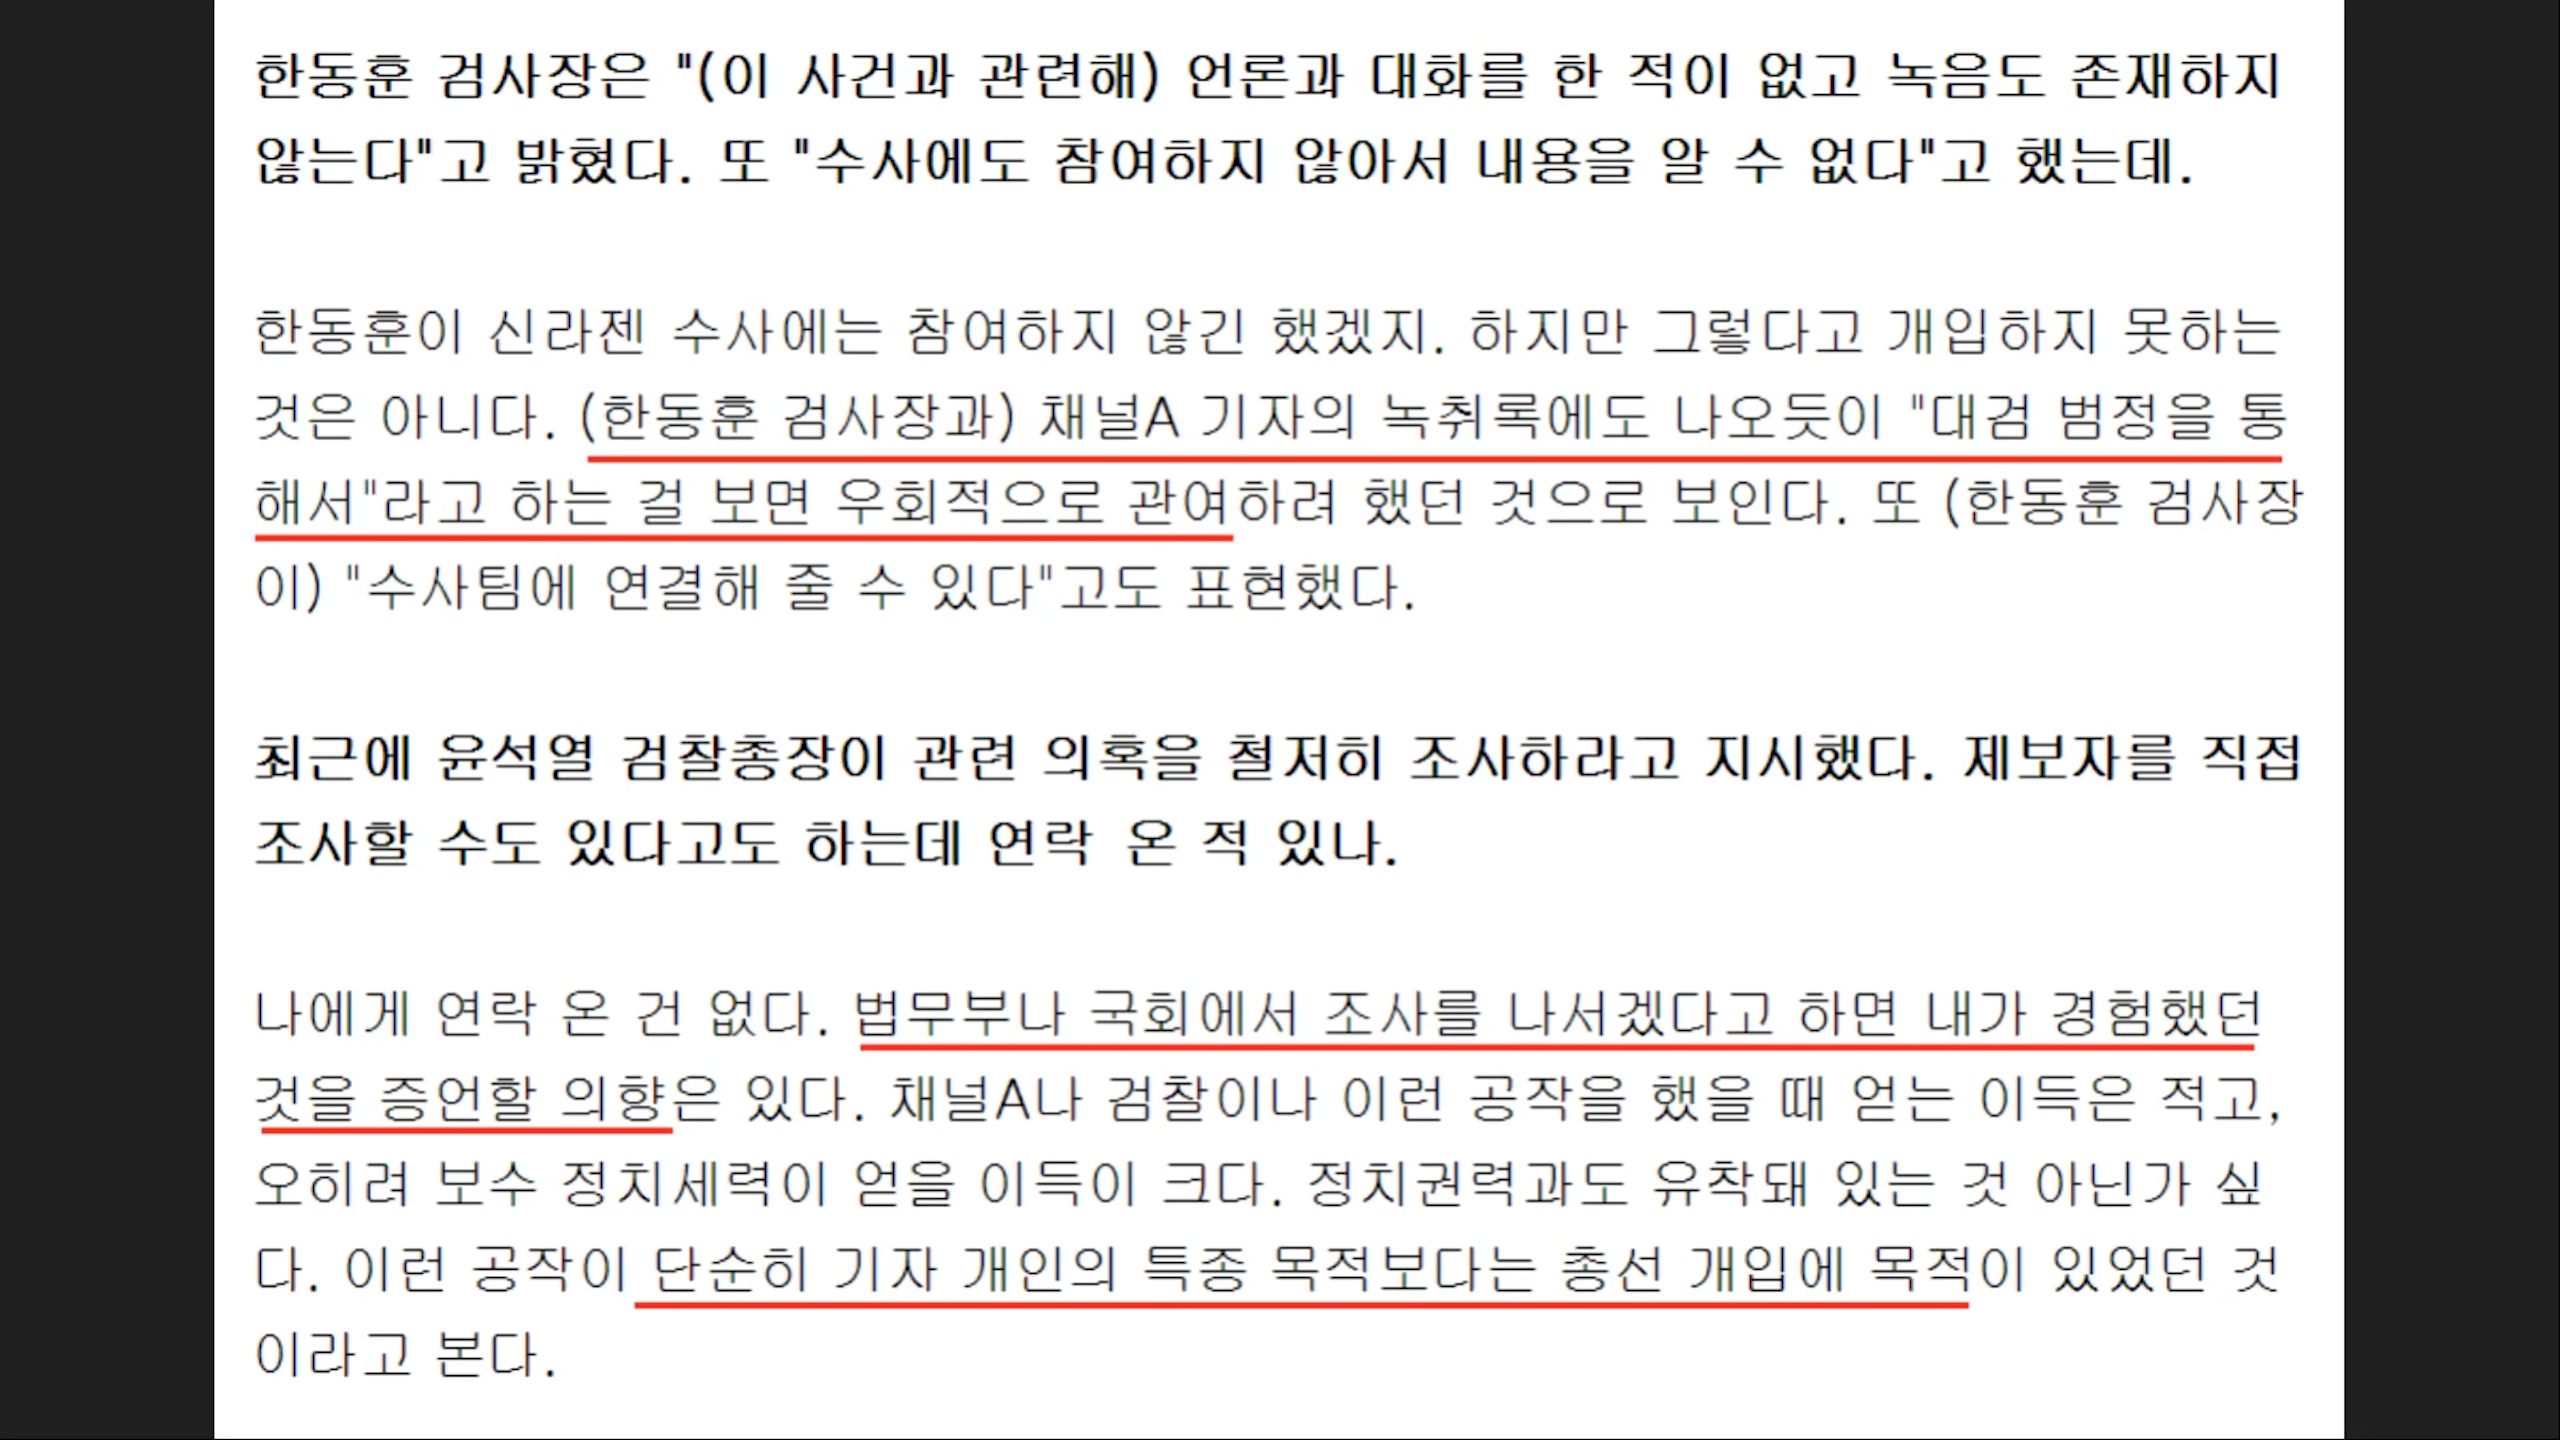 한동훈 검사장은 "(이 사건과 관련해) 언론과 대화를 한 적이 없고 녹음도 존재하지
않는다"고 밝혔다. 또 "수사에도 참여하지 않아서 내용을 알 수 없다"고 했는데.
한동훈이 신라젠 수사에는 참여하지 않긴 했겠지. 하지만 그렇다고 개입하지 못하는
것은 아니다. (한동훈 검사장과) 채널A 기자의 녹취록에도 나오듯이 "대검 범정을 통
해서"라고 하는 걸 보면 우회적으로 관여하려 했던 것으로 보인다. 또 (한동훈 검사장
이) "수사팀에 연결해 줄 수 있다"고도 표현했다.
최근에 윤석열 검찰총장이 관련 의혹을 철저히 조사하라고 지시했다. 제보자를 직접
조사할 수도 있다고도 하는데 연락 온 적 있나.
나에게 연락 온 건 없다. 법무부나 국회에서 조사를 나서겠다고 하면 내가 경험했던
것을 증언할 의향은 있다. 채널A나 검찰이나 이런 공작을 했을 때 얻는 이득은 적고,
오히려 보수 정치세력이 얻을 이득이 크다. 정치권력과도 유착돼 있는 것 아닌가 싶
다. 이런 공작이 단순히 기자 개인의 특종 목적보다는 총선 개입에 목적이 있었던 것
이라고 본다.